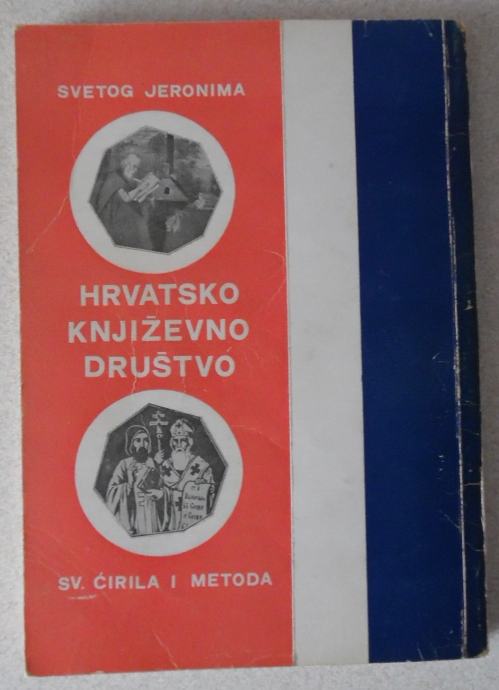 SVETOG JERONIMA
HRVATSKO
KNJIŽEVNO
DRUŠTVO
SV. ĆIRILA I METODA